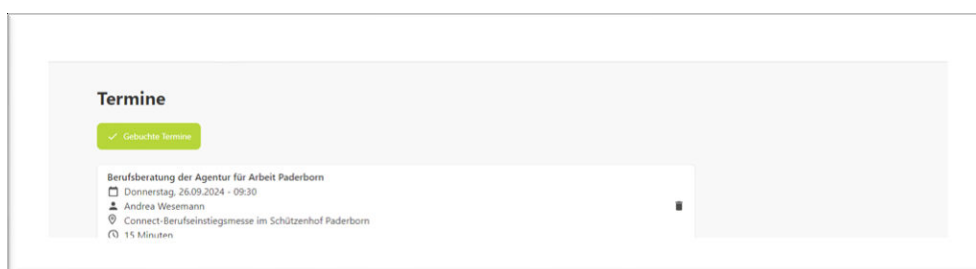 Termine
Gebuchte Termine
Berufsberatung der Agentur für Arbeit Paderborn
Donnerstag, 26.09.2024 - 09:30
Andrea Wesemann
Connect-Berufseinstiegsmesse im Schützenhof Paderborn
15 Minuten